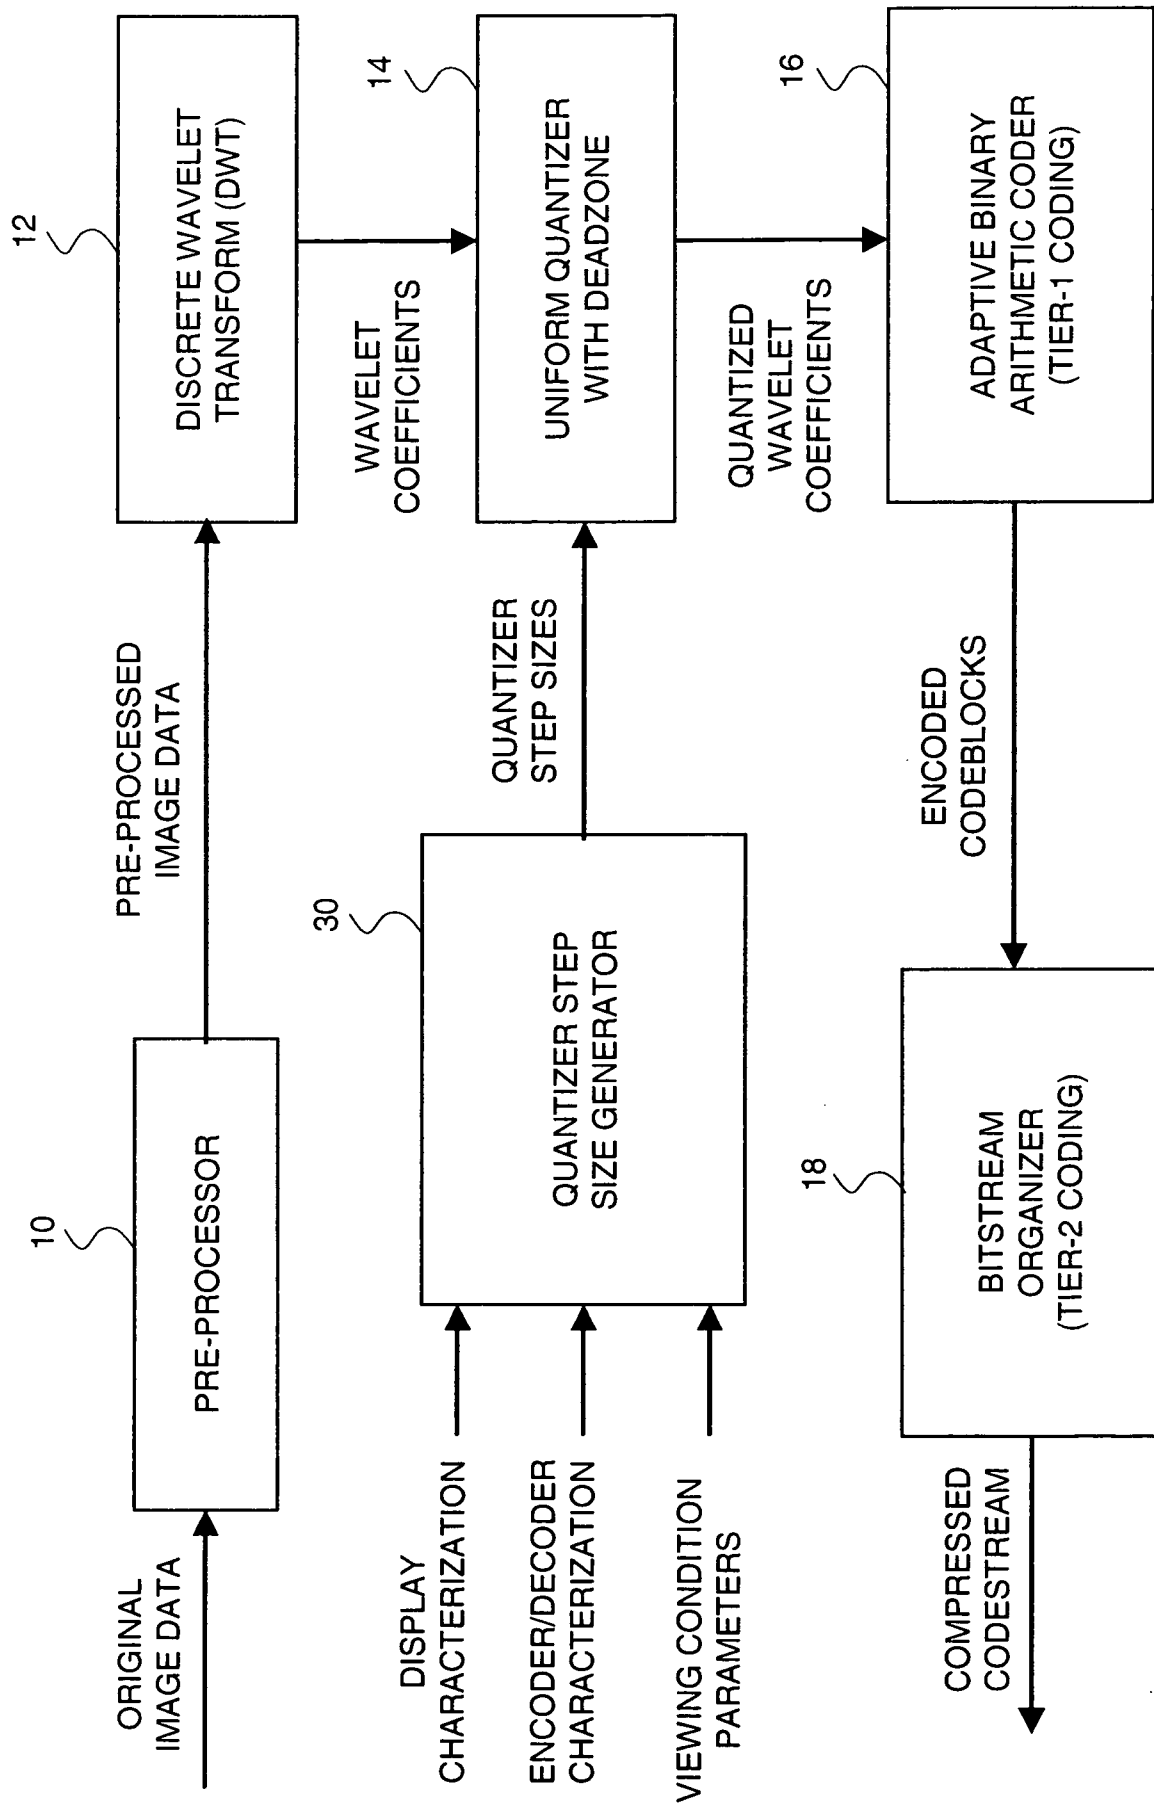 ORIGINAL
IMAGE DATA
10
PRE-PROCESSOR
PRE-PROCESSED
IMAGE DATA
12
DISCRETE WAVELET
TRANSFORM (DWT)
WAVELET
COEFFICIENTS
DISPLAY
CHARACTERIZATION
ENCODER/DECODER
CHARACTERIZATION
VIEWING CONDITION
PARAMETERS
30
QUANTIZER STEP
SIZE GENERATOR
QUANTIZER
STEP SIZES
14
UNIFORM QUANTIZER
WITH DEADZONE
QUANTIZED
WAVELET
COEFFICIENTS
16
ADAPTIVE BINARY
ARITHMETIC CODER
(TIER-1 CODING)
ENCODED
CODEBLOCKS
18
BITSTREAM
ORGANIZER
(TIER-2 CODING)
COMPRESSED
CODESTREAM